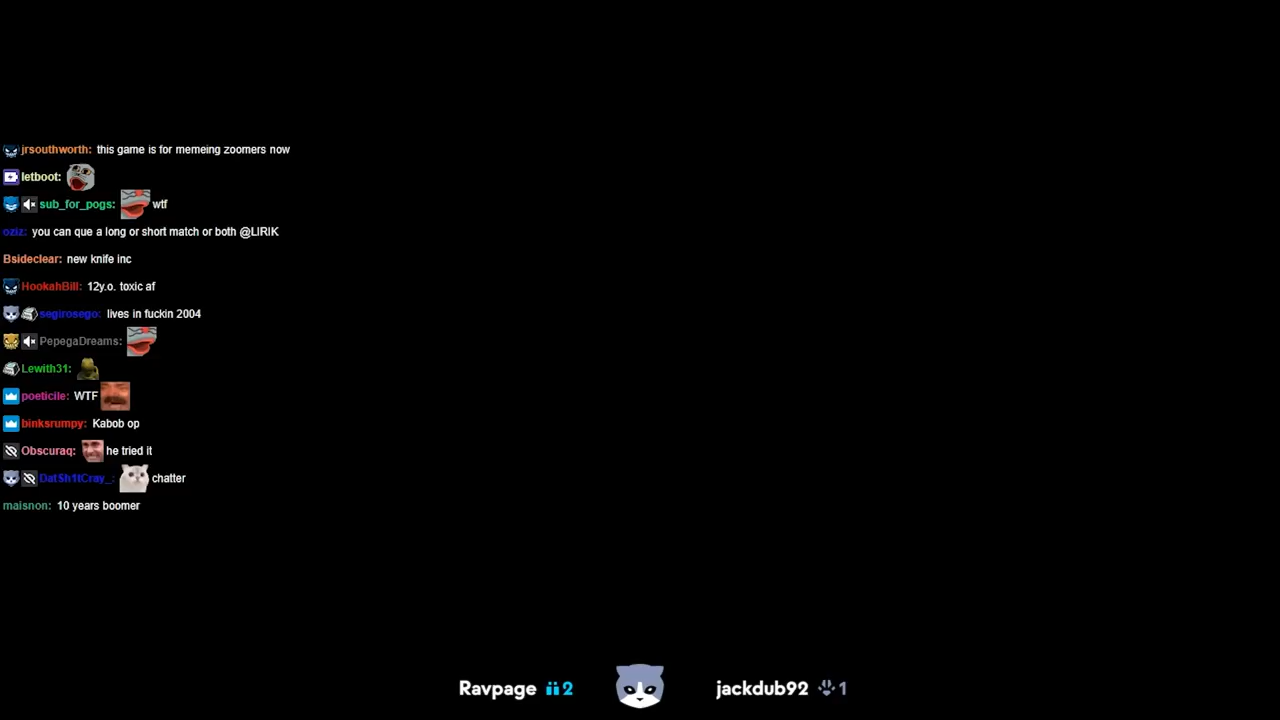 jrsouthworth: this game is for memeing zoomers now
letboot:
sub_for_pogs: wtf
oziz: you can que a long or short match or both @LIRIK
Bsideclear: new knife inc
HookahBill: 12y.o. toxic af
segirosego: lives in fuckin 2004
PepegaDreams:
Lewith31:
poeticile: WTF
binksrumpy: Kabob op
Obscuraq: he tried it
DatSh1tCray_: chatter
maisnon: 10 years boomer
Ravpage 2 jackdub92 1